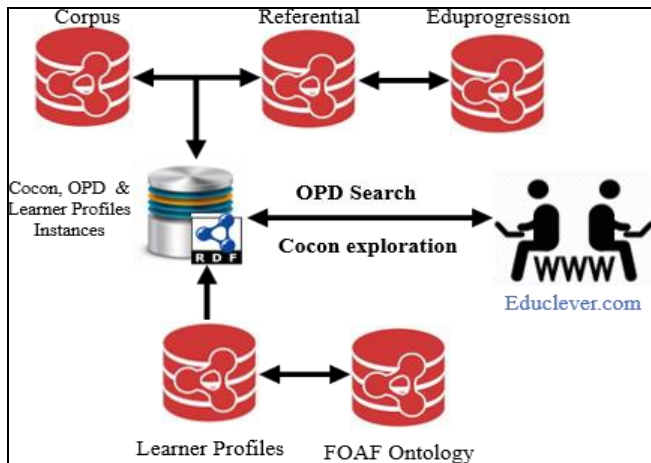 Corpus
Referential
Eduprogression
Cocon, OPD &
Learner Profiles
Instances
RDF
OPD Search
Cocon exploration
WWW
Educlever.com
Learner Profiles
FOAF Ontology